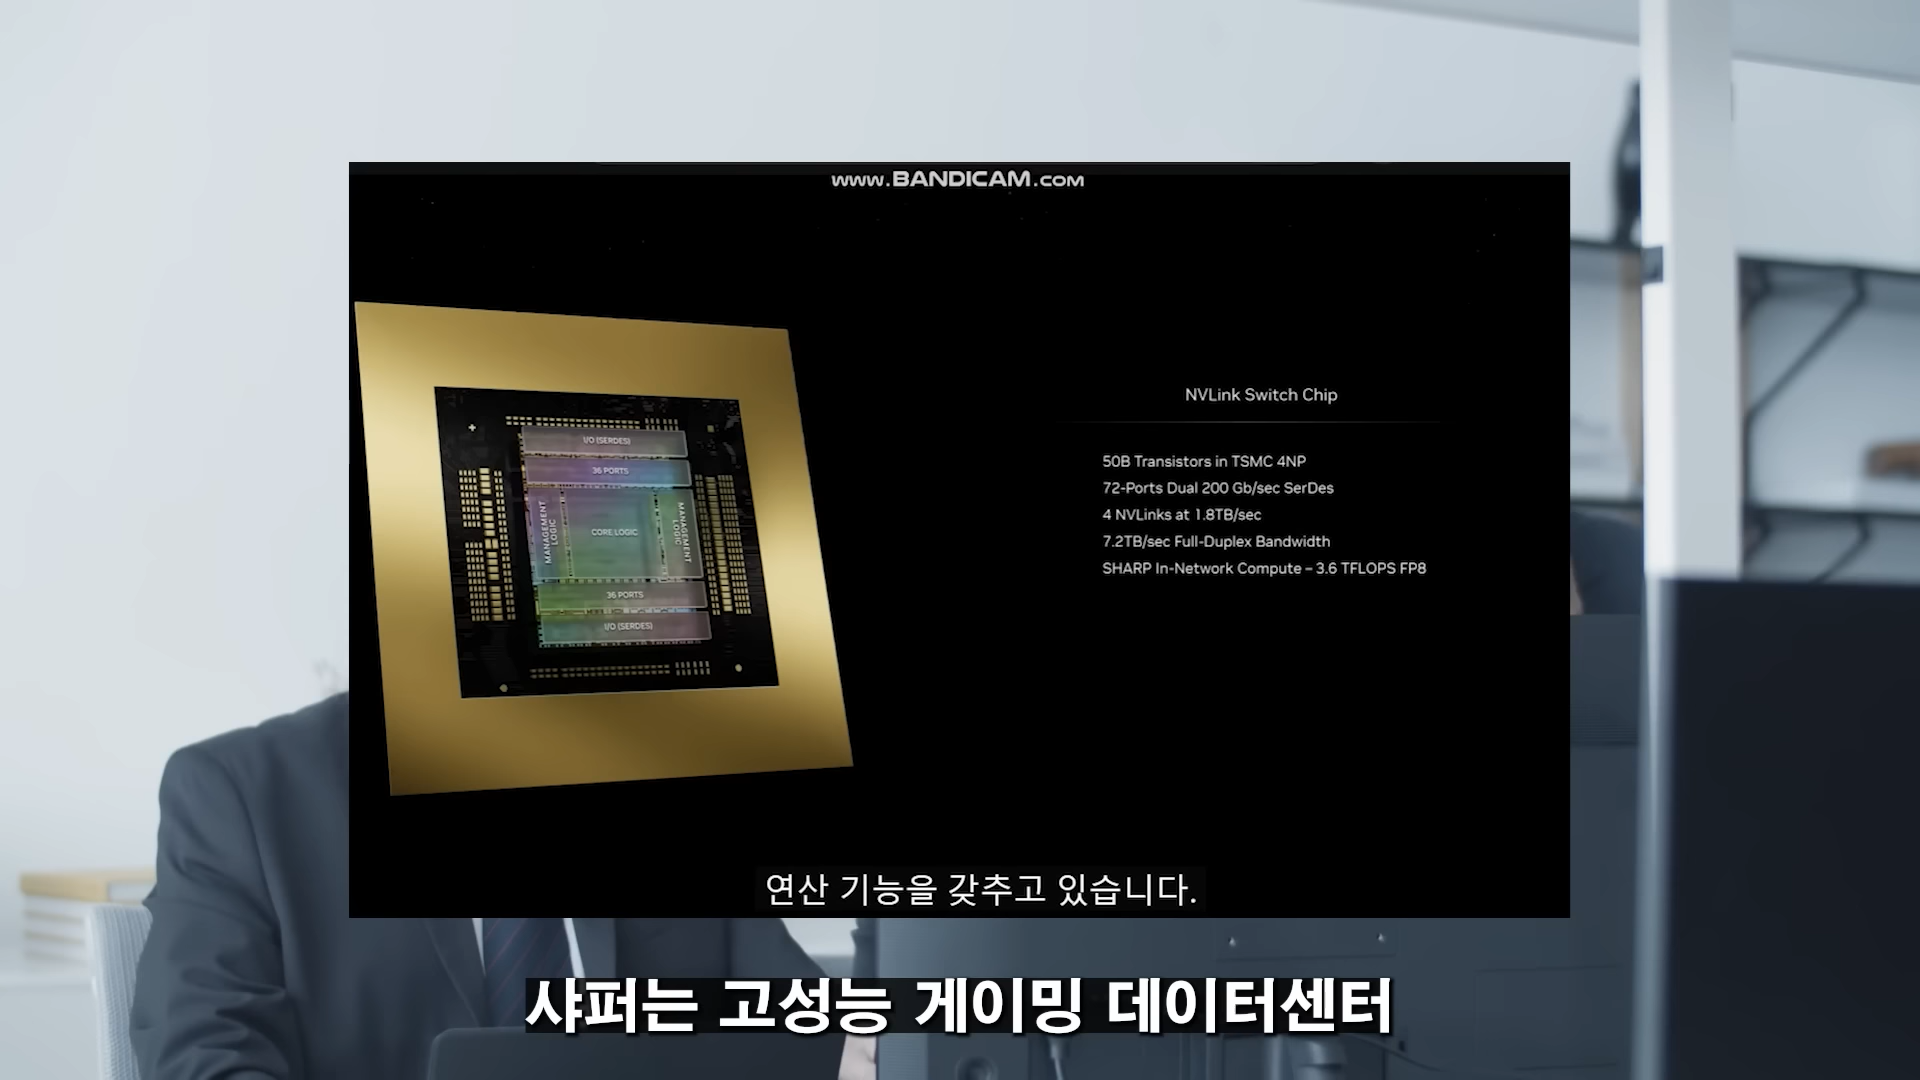 www.BANDICAM.COM
NVLink Switch Chip
50B Transistors in TSMC 4NP
72-Ports Dual 200 Gb/sec SerDes
4 NVLinks at 1.8TB/sec
7.2TB/sec Full-Duplex Bandwidth
SHARP In-Network Compute – 3.6 TFLOPS FP8
I/O (SERDES)
36 PORTS
MANAGEMENT
LOGIC
CORE LOGIC
MANAGEMENT
LOGIC
36 PORTS
I/O (SERDES)
연산 기능을 갖추고 있습니다.
샤퍼는 고성능 게이밍 데이터센터